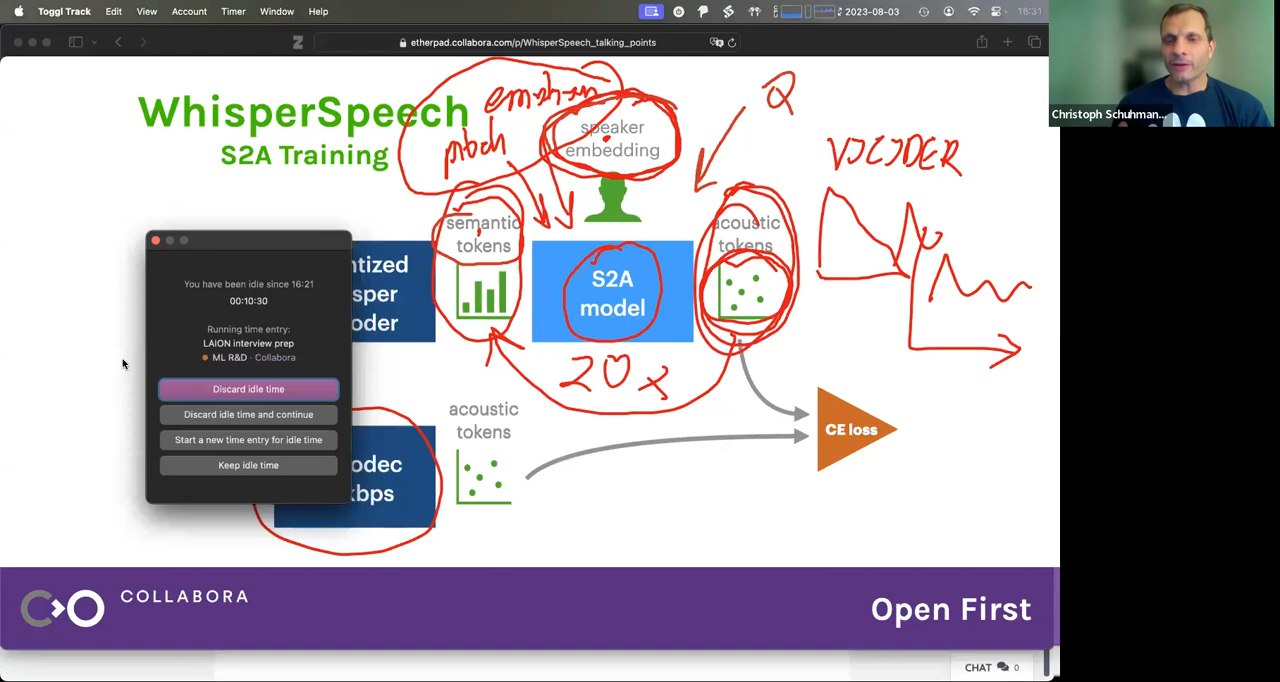 Toggl Track Edit View Account Timer Window Help 2023-08-03 16:31
etherpad.collabora.com/p/WhisperSpeech_talking_points
Christoph Schuhman...
WhisperSpeech
S2A Training
emotion
pitch
speaker
embedding
Q
VOCODER
semantic
tokens
acoustic
tokens
ntized
sper
oder
S2A
model
20x
You have been idle since 16:21
00:10:30
Running time entry:
LAION interview prep
ML R&D · Collabora
Discard idle time
Discard idle time and continue
Start a new time entry for idle time
Keep idle time
acoustic
tokens
odec
kbps
CE loss
COLLABORA
Open First
CHAT 0